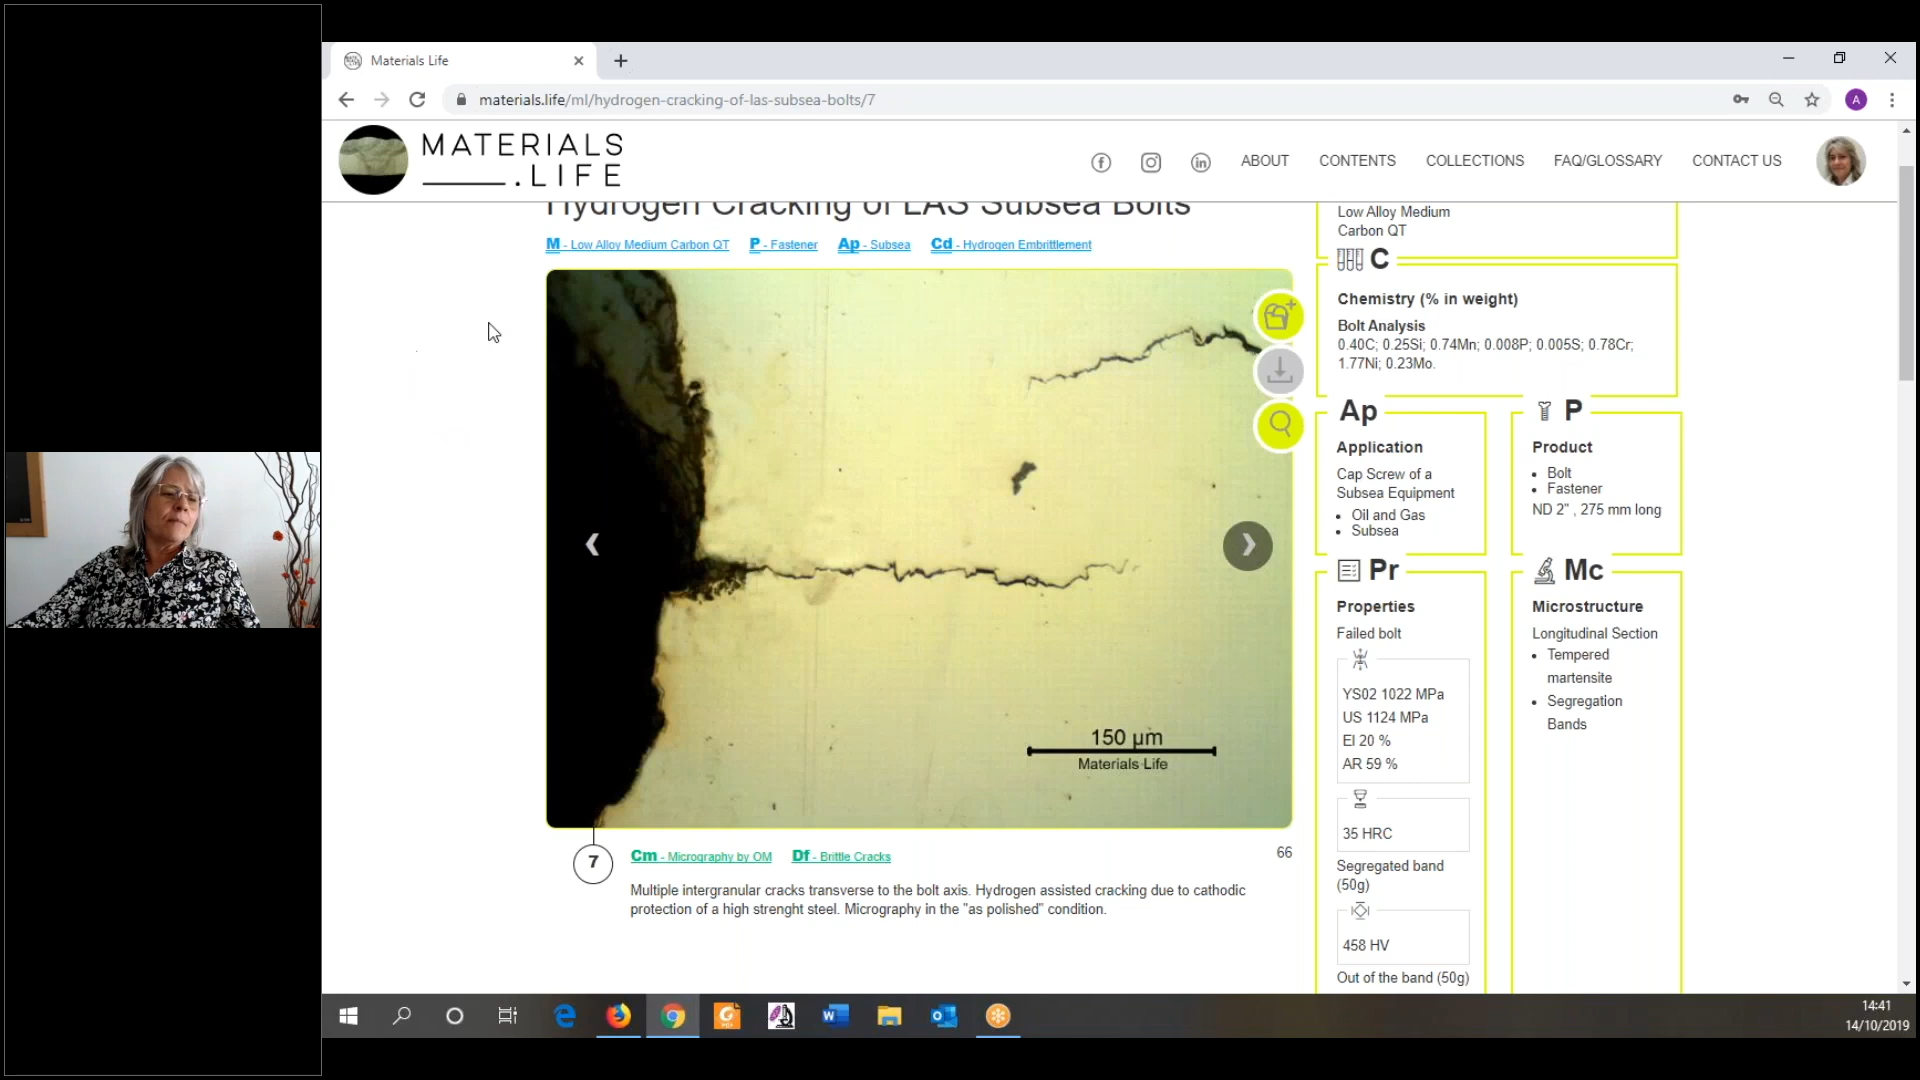 Materials Life
materials.life/ml/hydrogen-cracking-of-las-subsea-bolts/7
A
MATERIALS
.LIFE
ABOUT
CONTENTS
COLLECTIONS
FAQ/GLOSSARY
CONTACT US
Hydrogen Cracking of LAS Subsea Bolts
M - Low Alloy Medium Carbon QT
P - Fastener
Ap - Subsea
Cd - Hydrogen Embrittlement
150 µm
Materials Life
7
Cm - Micrography by OM
Df - Brittle Cracks
66
Multiple intergranular cracks transverse to the bolt axis. Hydrogen assisted cracking due to cathodic
protection of a high strenght steel. Micrography in the "as polished" condition.
Low Alloy Medium
Carbon QT
C
Chemistry (% in weight)
Bolt Analysis
0.40C; 0.25Si; 0.74Mn; 0.008P; 0.005S; 0.78Cr;
1.77Ni; 0.23Mo.
Ap
Application
Cap Screw of a
Subsea Equipment
• Oil and Gas
• Subsea
P
Product
• Bolt
• Fastener
ND 2" , 275 mm long
Pr
Properties
Failed bolt
YS02 1022 MPa
US 1124 MPa
El 20 %
AR 59 %
35 HRC
Segregated band
(50g)
458 HV
Out of the band (50g)
Mc
Microstructure
Longitudinal Section
• Tempered
martensite
• Segregation
Bands
14:41
14/10/2019